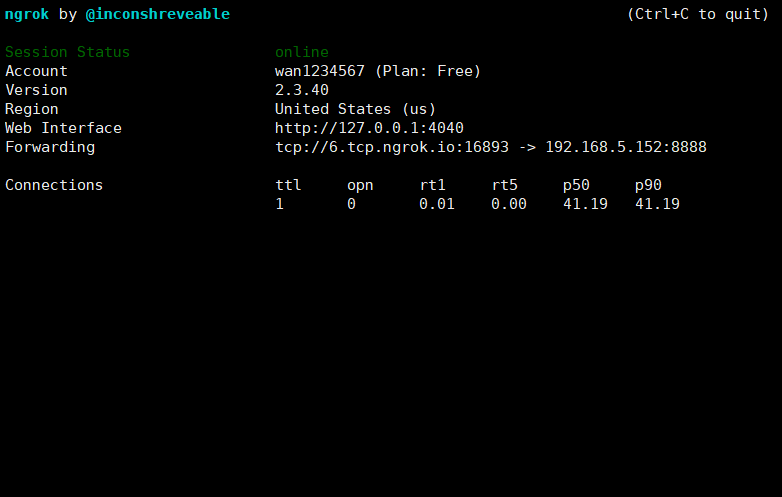 ngrok by @inconshreveable (Ctrl+C to quit)
Session Status online
Account wan1234567 (Plan: Free)
Version 2.3.40
Region United States (us)
Web Interface http://127.0.0.1:4040
Forwarding tcp://6.tcp.ngrok.io:16893 -> 192.168.5.152:8888
Connections ttl opn rt1 rt5 p50 p90
1 0 0.01 0.00 41.19 41.19